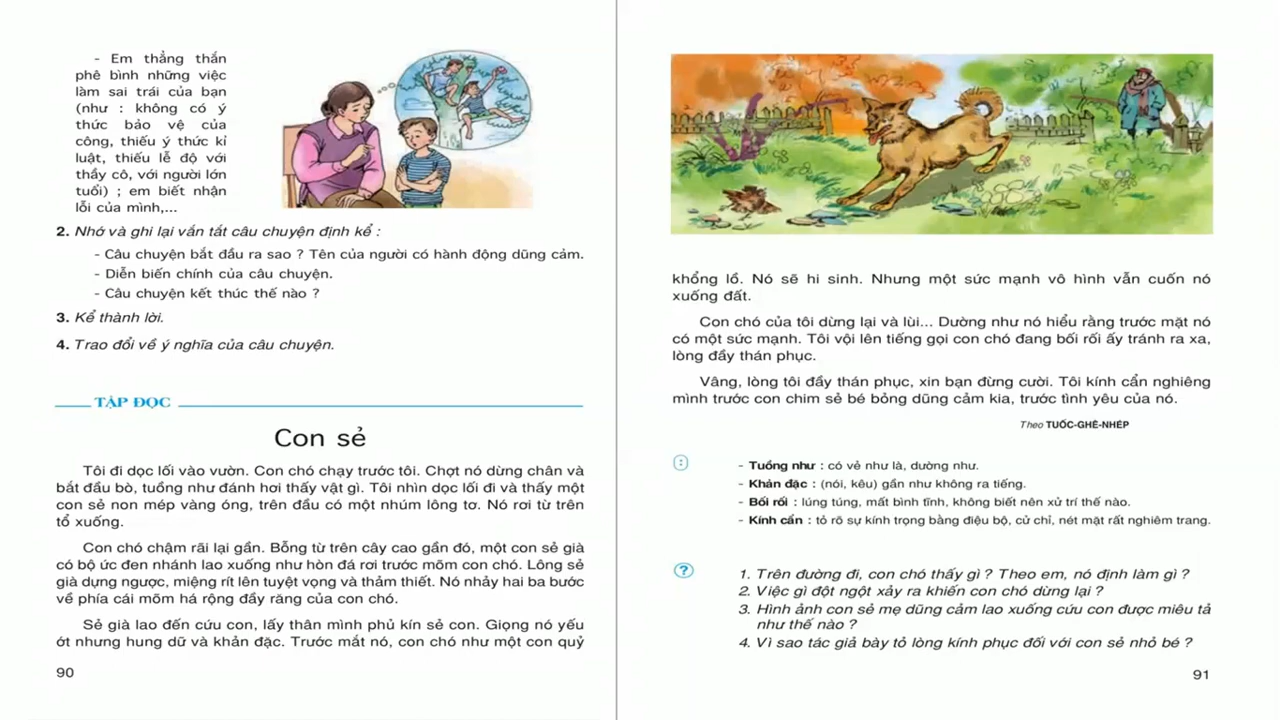 - Em thẳng thắn
phê bình những việc
làm sai trái của bạn
(như : không có ý
thức bảo vệ của
công, thiếu ý thức kỉ
luật, thiếu lễ độ với
thầy cô, với người lớn
tuổi) ; em biết nhận
lỗi của mình,...
2. Nhớ và ghi lại vắn tắt câu chuyện định kể :
- Câu chuyện bắt đầu ra sao ? Tên của người có hành động dũng cảm.
- Diễn biến chính của câu chuyện.
- Câu chuyện kết thúc thế nào ?
3. Kể thành lời.
4. Trao đổi về ý nghĩa của câu chuyện.
TẬP ĐỌC
Con sẻ
Tôi đi dọc lối vào vườn. Con chó chạy trước tôi. Chợt nó dừng chân và
bắt đầu bò, tuồng như đánh hơi thấy vật gì. Tôi nhìn dọc lối đi và thấy một
con sẻ non mép vàng óng, trên đầu có một nhúm lông tơ. Nó rơi từ trên
tổ xuống.
Con chó chậm rãi lại gần. Bỗng từ trên cây cao gần đó, một con sẻ già
có bộ ức đen nhánh lao xuống như hòn đá rơi trước mõm con chó. Lông sẻ
già dựng ngược, miệng rít lên tuyệt vọng và thảm thiết. Nó nhảy hai ba bước
về phía cái mõm há rộng đầy răng của con chó.
Sẻ già lao đến cứu con, lấy thân mình phủ kín sẻ con. Giọng nó yếu
ớt nhưng hung dữ và khản đặc. Trước mắt nó, con chó như một con quỷ
90
khổng lồ. Nó sẽ hi sinh. Nhưng một sức mạnh vô hình vẫn cuốn nó
xuống đất.
Con chó của tôi dừng lại và lùi... Dường như nó hiểu rằng trước mặt nó
có một sức mạnh. Tôi vội lên tiếng gọi con chó đang bối rối ấy tránh ra xa,
lòng đầy thán phục.
Vâng, lòng tôi đầy thán phục, xin bạn đừng cười. Tôi kính cẩn nghiêng
mình trước con chim sẻ bé bỏng dũng cảm kia, trước tình yêu của nó.
Theo TUỐC-GHÊ-NHÉP
- Tuồng như : có vẻ như là, dường như.
- Khản đặc : (nói, kêu) gần như không ra tiếng.
- Bối rối : lúng túng, mất bình tĩnh, không biết nên xử trí thế nào.
- Kính cẩn : tỏ rõ sự kính trọng bằng điệu bộ, cử chỉ, nét mặt rất nghiêm trang.
?
1. Trên đường đi, con chó thấy gì ? Theo em, nó định làm gì ?
2. Việc gì đột ngột xảy ra khiến con chó dừng lại ?
3. Hình ảnh con sẻ mẹ dũng cảm lao xuống cứu con được miêu tả
như thế nào ?
4. Vì sao tác giả bày tỏ lòng kính phục đối với con sẻ nhỏ bé ?
91